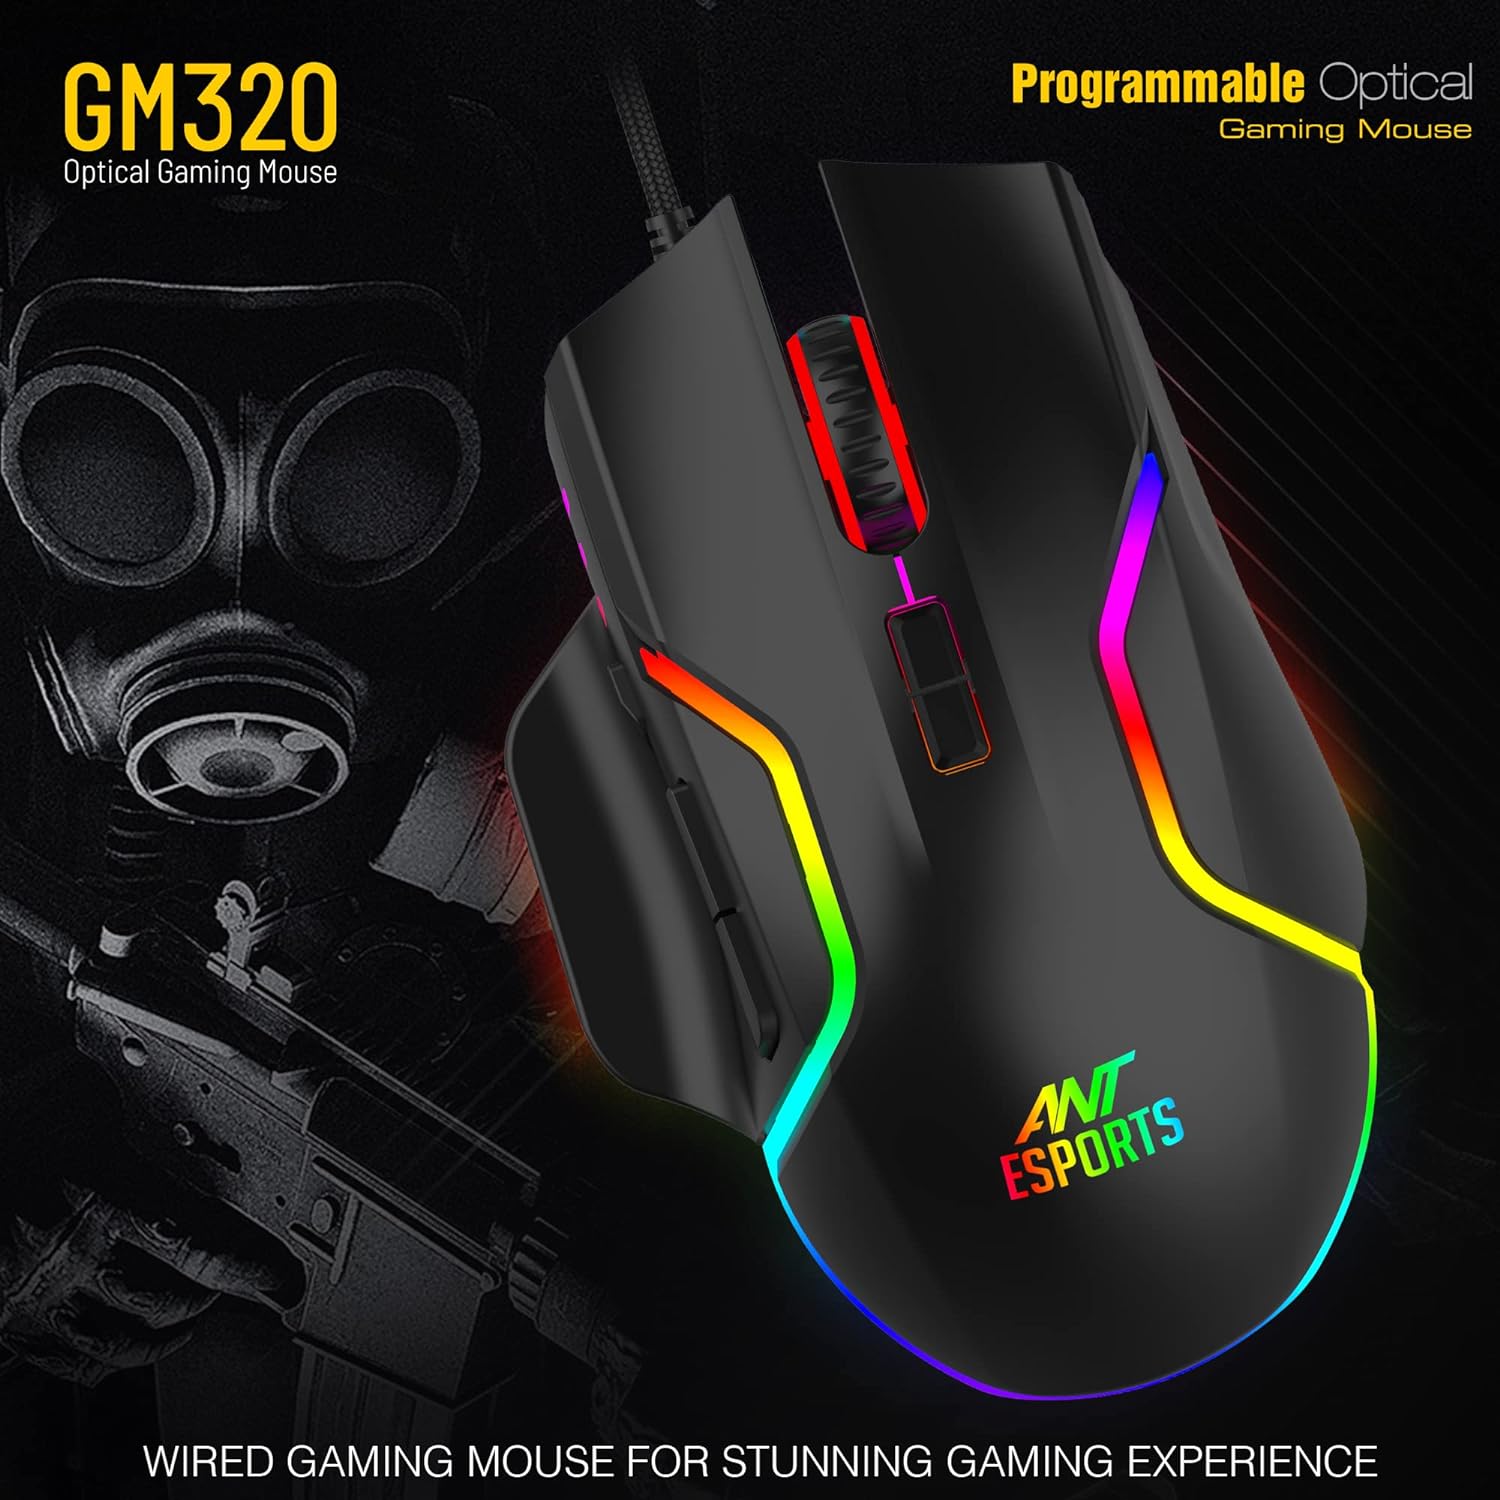 GM320
Optical Gaming Mouse
Programmable Optical
Gaming Mouse
ANT
ESPORTS
WIRED GAMING MOUSE FOR STUNNING GAMING EXPERIENCE